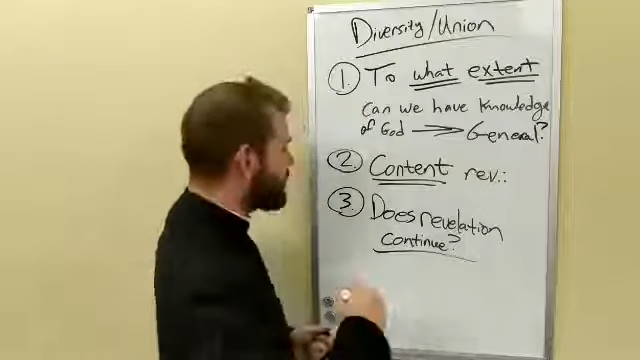 Diversity/Union
1. To what extent
Can we have knowledge
of God → General?
2. Content rev::
3. Does revelation
continue?